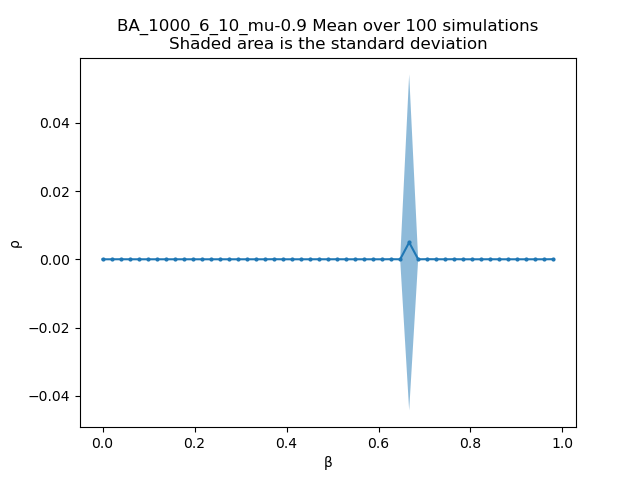 BA_1000_6_10_mu-0.9 Mean over 100 simulations
Shaded area is the standard deviation
0.04
0.02
0.00
−0.02
−0.04
ρ
0.0 0.2 0.4 0.6 0.8 1.0
β